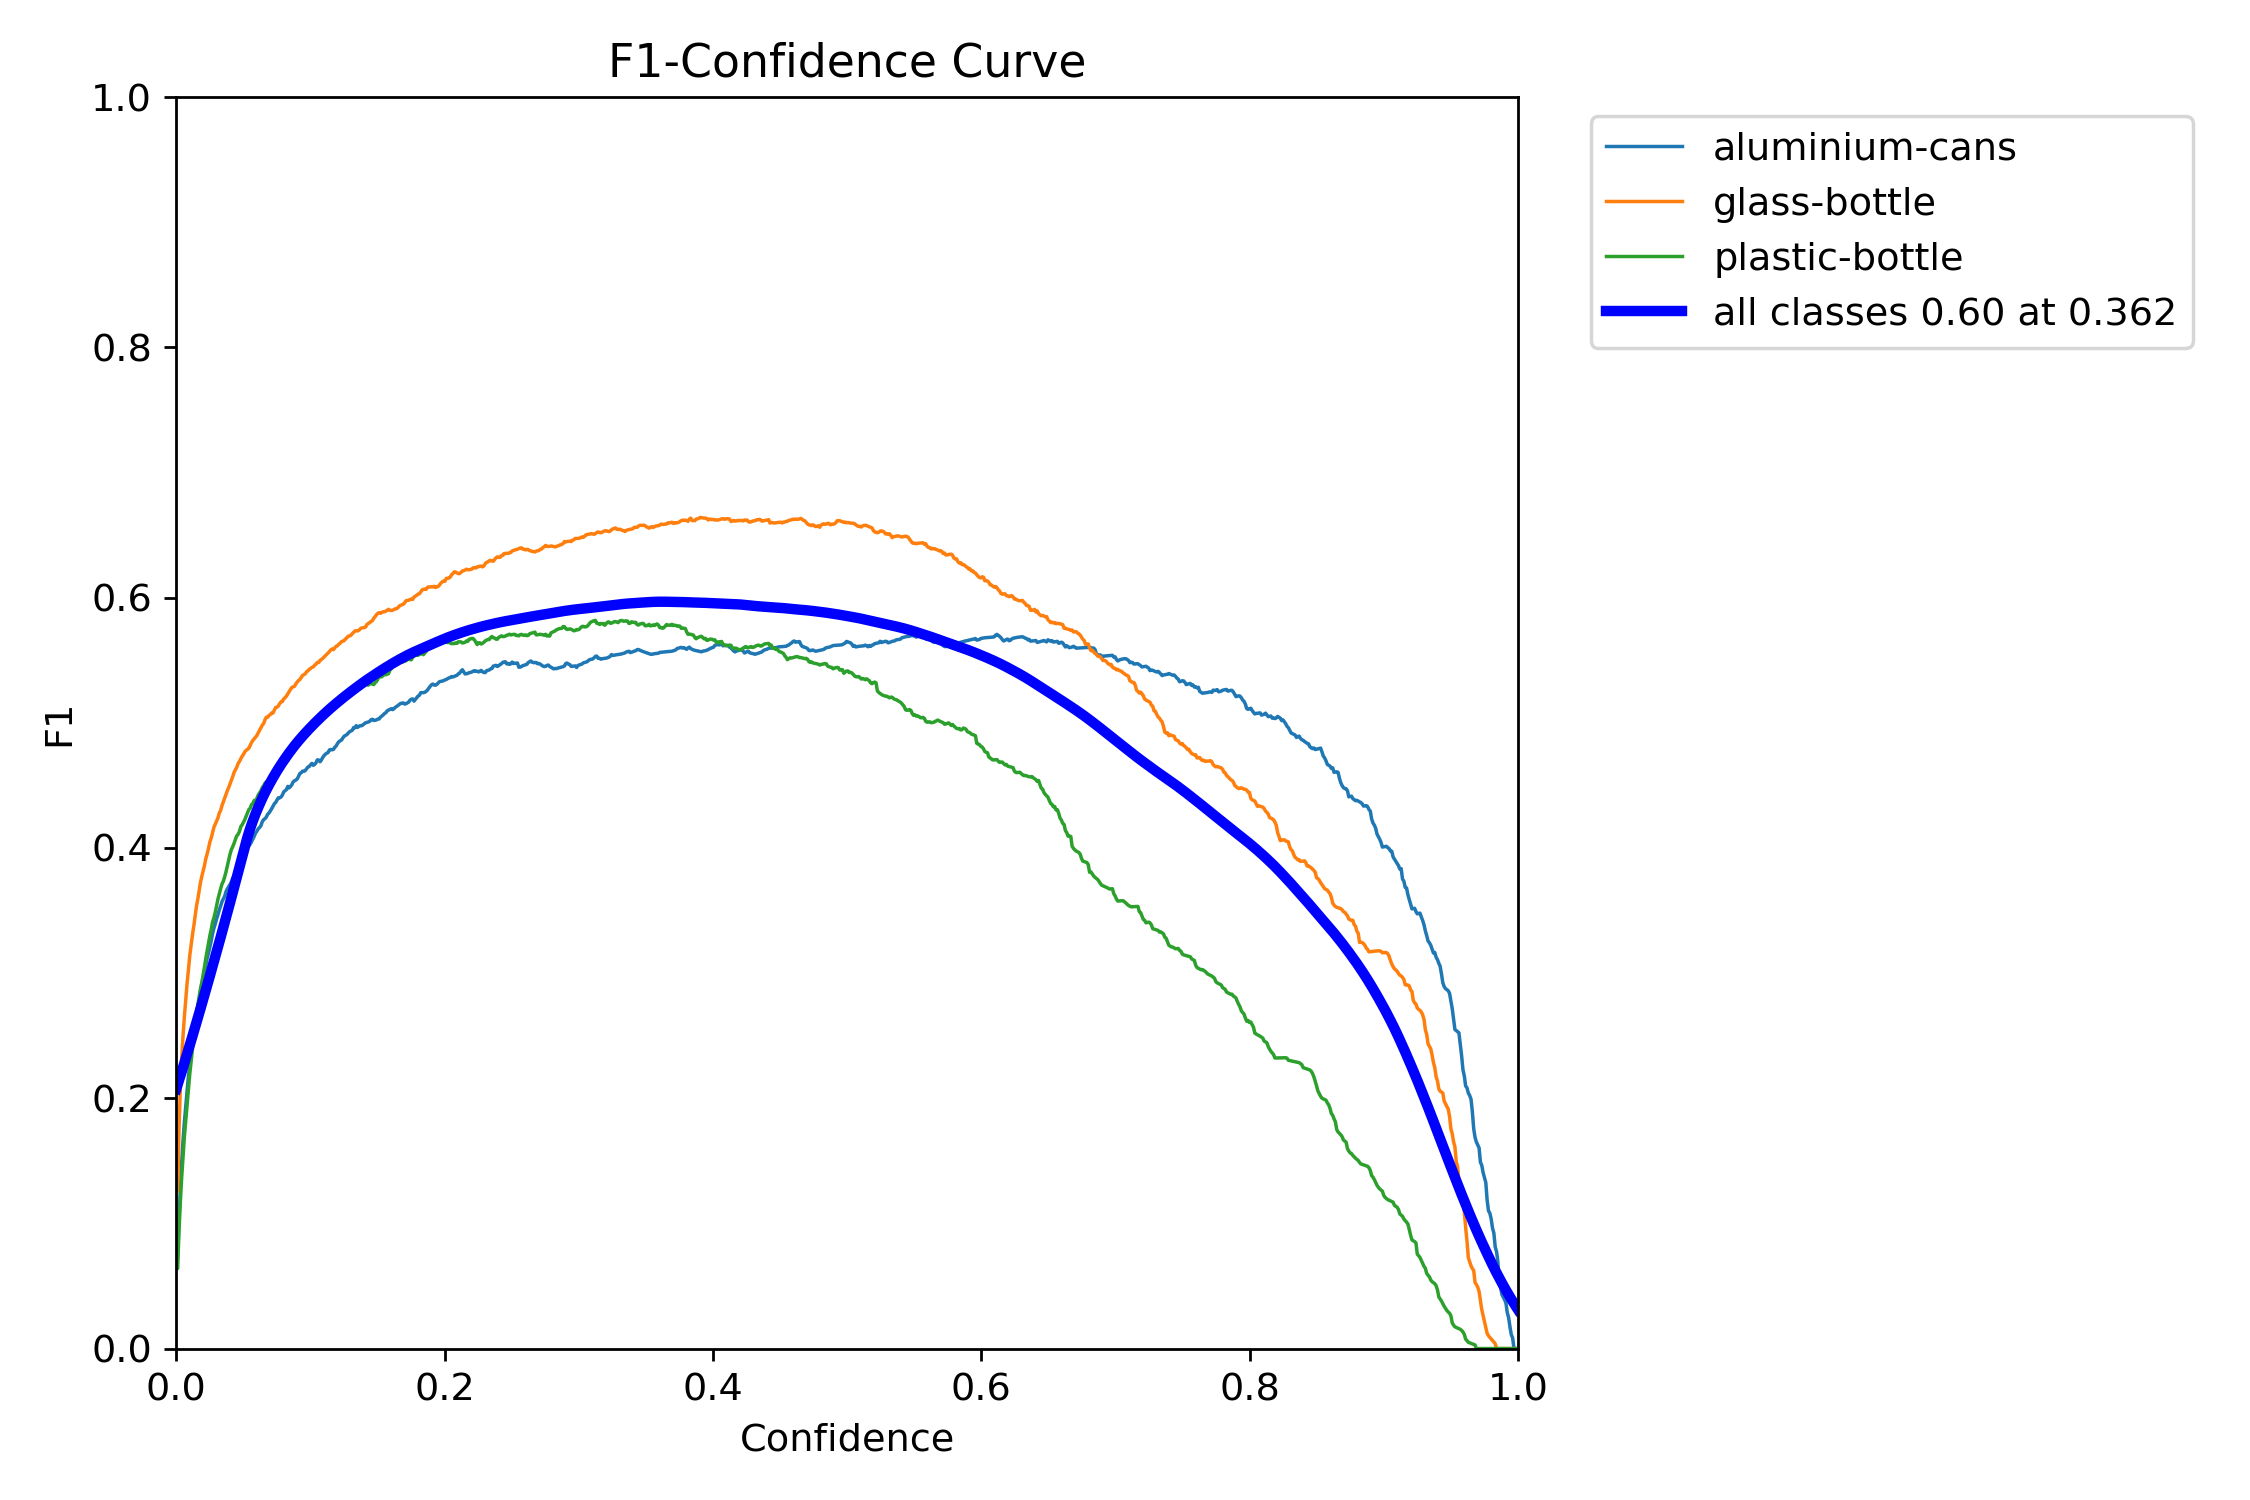 F1-Confidence Curve
1.0
0.8
0.6
0.4
0.2
0.0
F1
0.0 0.2 0.4 0.6 0.8 1.0
Confidence
aluminium-cans
glass-bottle
plastic-bottle
all classes 0.60 at 0.362